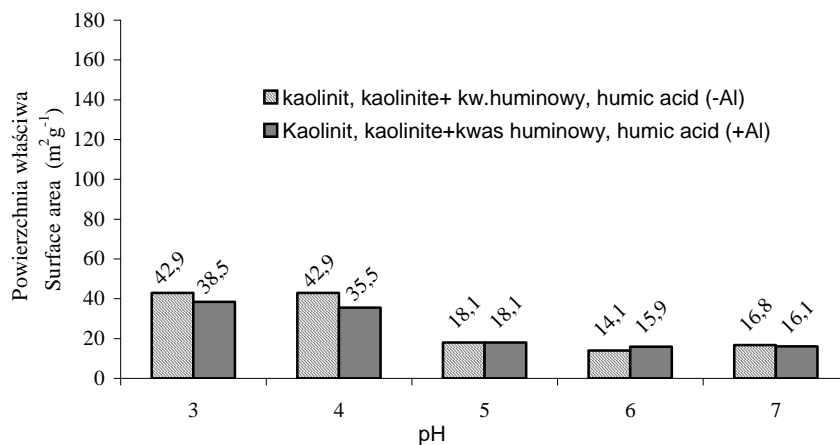 180
160
140
120
100
80
60
40
20
0
Powierzchnia właściwa
Surface area (m²g⁻¹)
kaolinit, kaolinite+ kw.huminowy, humic acid (-Al)
Kaolinit, kaolinite+kwas huminowy, humic acid (+Al)
42,9 38,5 42,9 35,5 18,1 18,1 14,1 15,9 16,8 16,1
3 4 5 6 7
pH